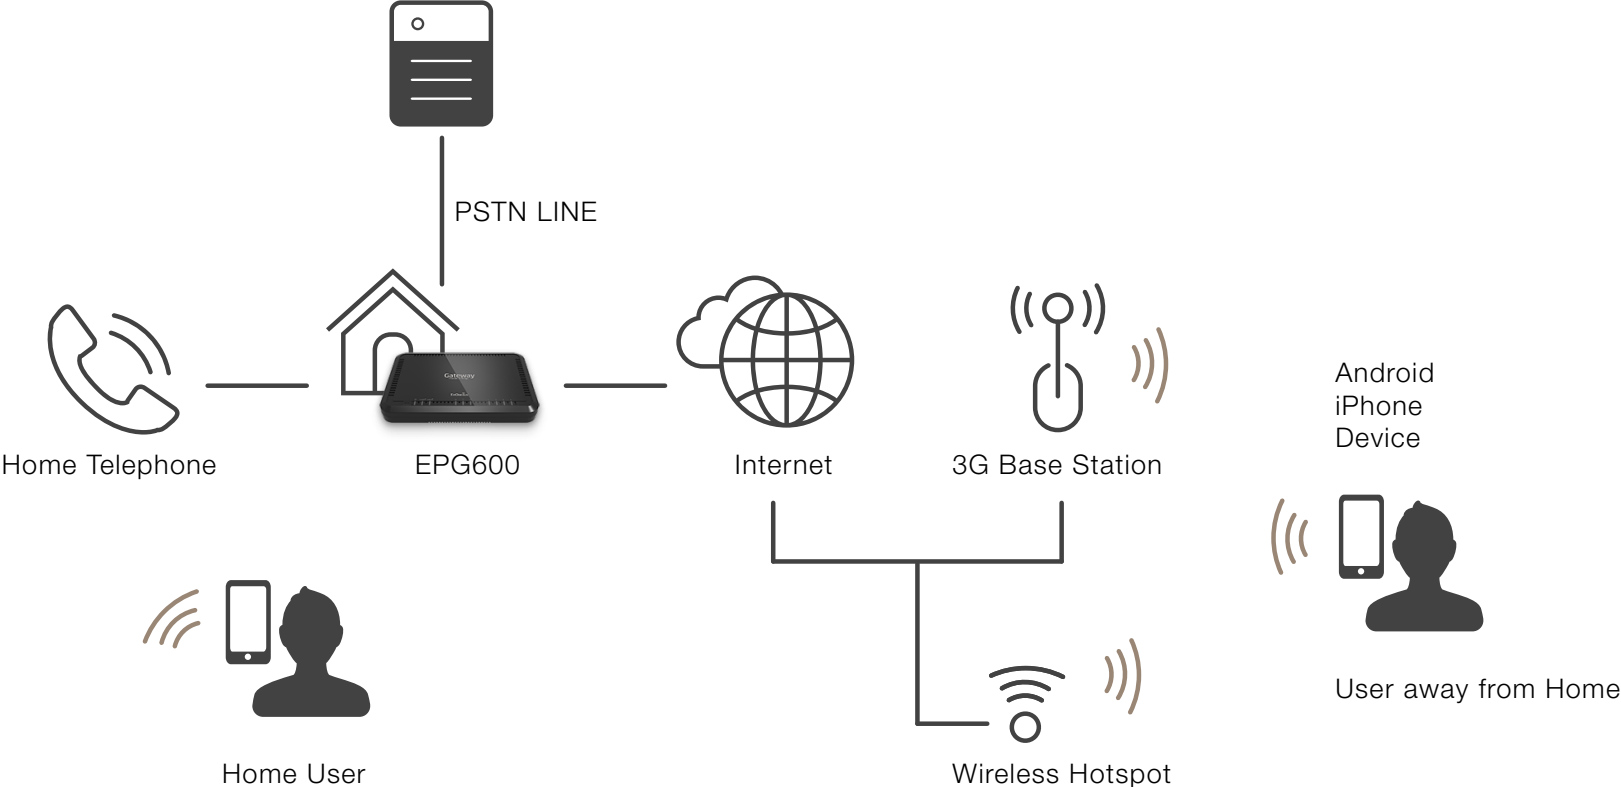 PSTN LINE
Gateway
Home Telephone
EPG600
Internet
3G Base Station
Android
iPhone
Device
User away from Home
Home User
Wireless Hotspot